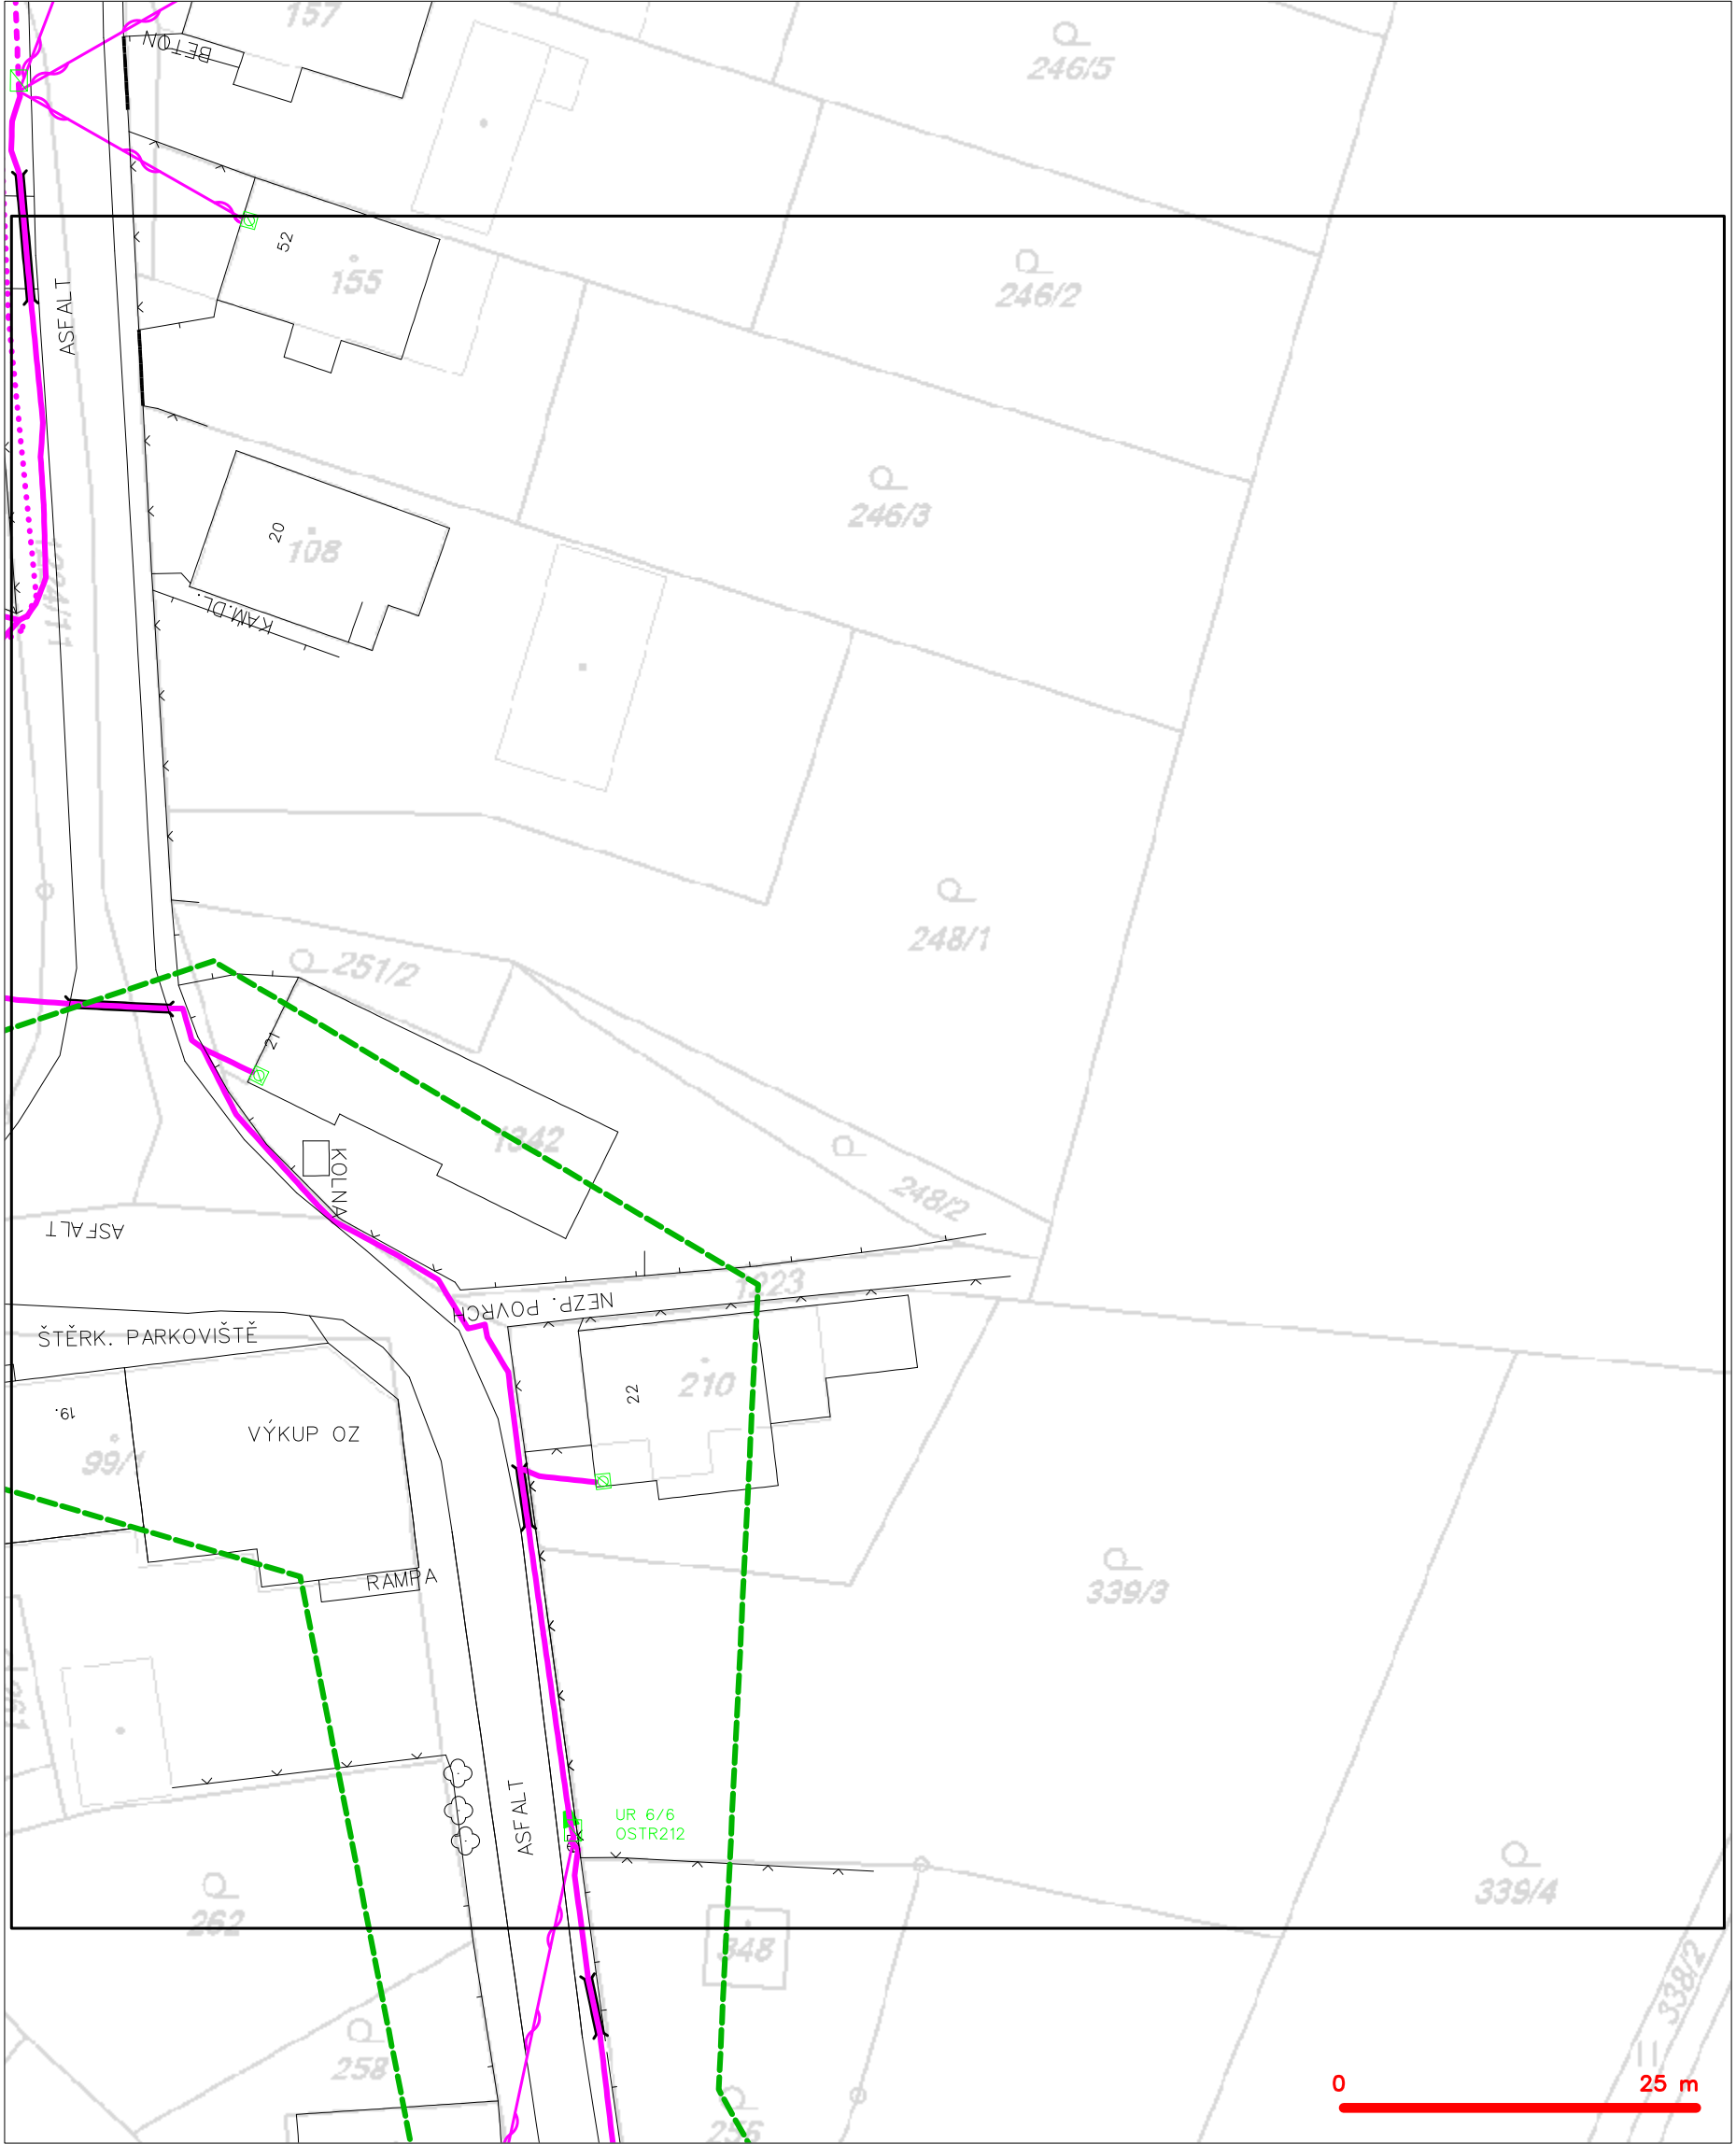 157
BETON
246/5
52
155
246/2
ASFALT
246/3
20
108
KAM.DL.
248/1
251/2
21
1342
KOLNA
248/2
ASFALT
1223
NEZP. POVRCH
ŠTĚRK. PARKOVIŠTĚ
19.
VÝKUP OZ
22
210
99/1
RAMPA
339/3
ASFALT
UR 6/6
OSTR212
262
339/4
348
338/2
258
256
0
25 m